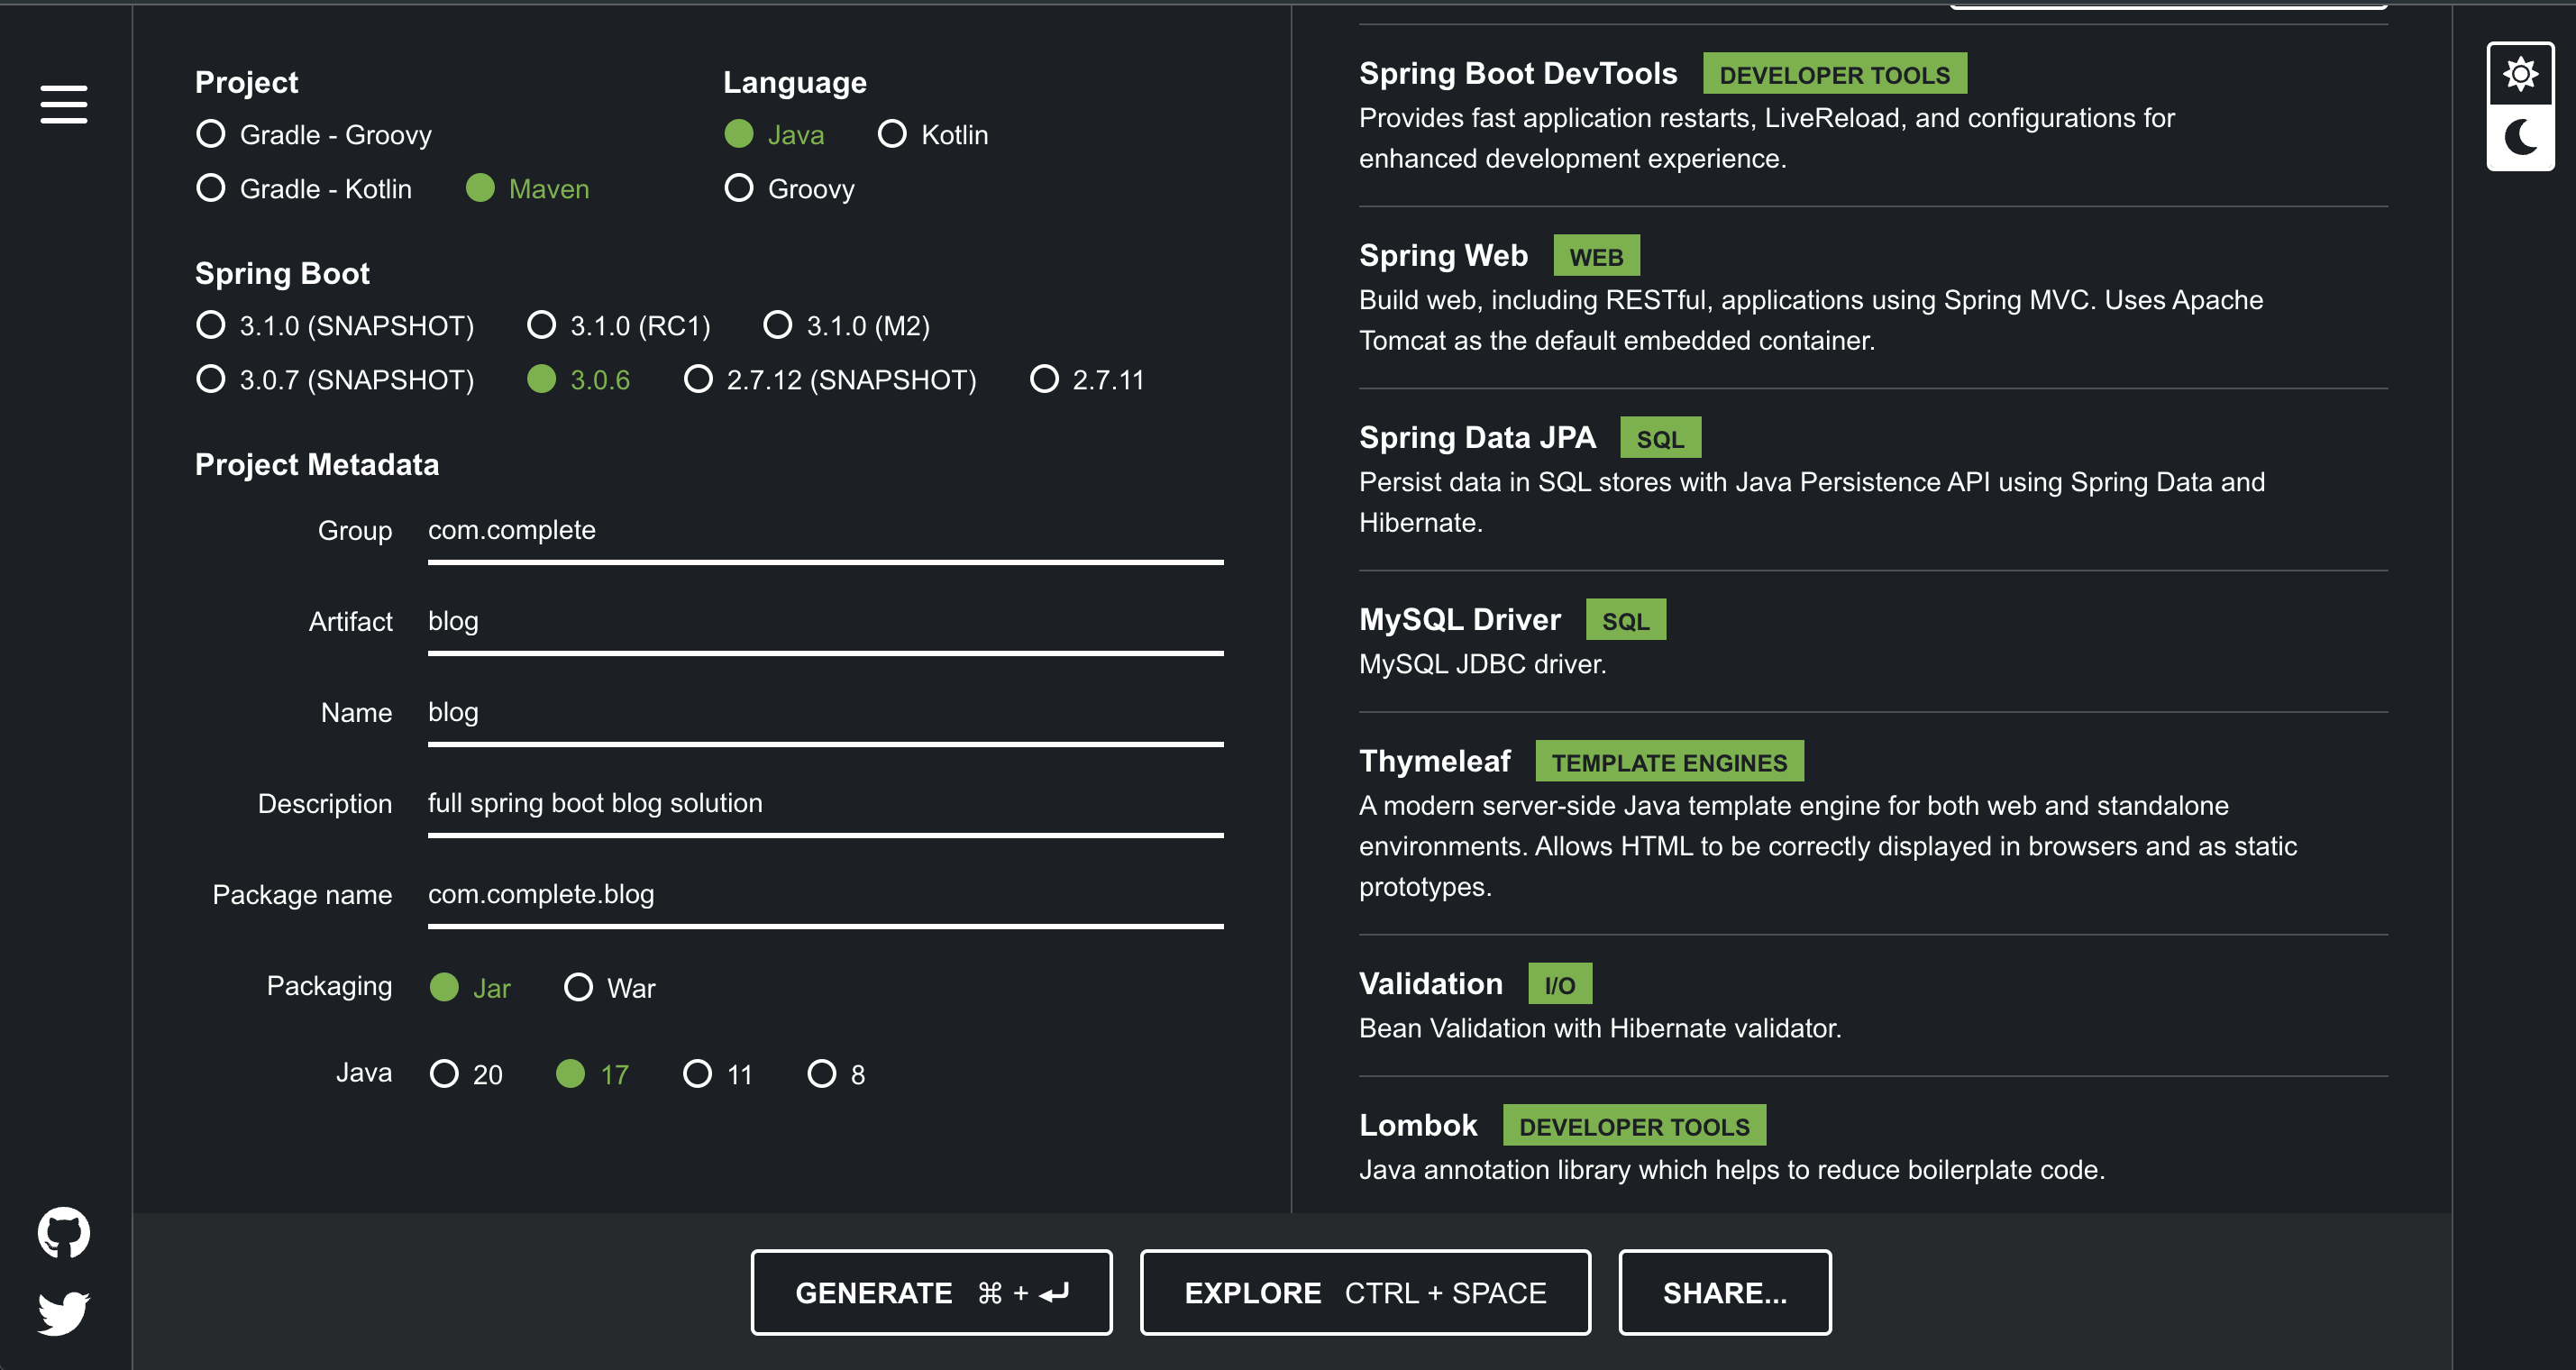 Project
Gradle - Groovy
Gradle - Kotlin Maven
Language
Java Kotlin
Groovy
Spring Boot
3.1.0 (SNAPSHOT) 3.1.0 (RC1) 3.1.0 (M2)
3.0.7 (SNAPSHOT) 3.0.6 2.7.12 (SNAPSHOT) 2.7.11
Project Metadata
Group com.complete
Artifact blog
Name blog
Description full spring boot blog solution
Package name com.complete.blog
Packaging Jar War
Java 20 17 11 8
Spring Boot DevTools DEVELOPER TOOLS
Provides fast application restarts, LiveReload, and configurations for
enhanced development experience.
Spring Web WEB
Build web, including RESTful, applications using Spring MVC. Uses Apache
Tomcat as the default embedded container.
Spring Data JPA SQL
Persist data in SQL stores with Java Persistence API using Spring Data and
Hibernate.
MySQL Driver SQL
MySQL JDBC driver.
Thymeleaf TEMPLATE ENGINES
A modern server-side Java template engine for both web and standalone
environments. Allows HTML to be correctly displayed in browsers and as static
prototypes.
Validation I/O
Bean Validation with Hibernate validator.
Lombok DEVELOPER TOOLS
Java annotation library which helps to reduce boilerplate code.
GENERATE ⌘ + ↵ EXPLORE CTRL + SPACE SHARE...